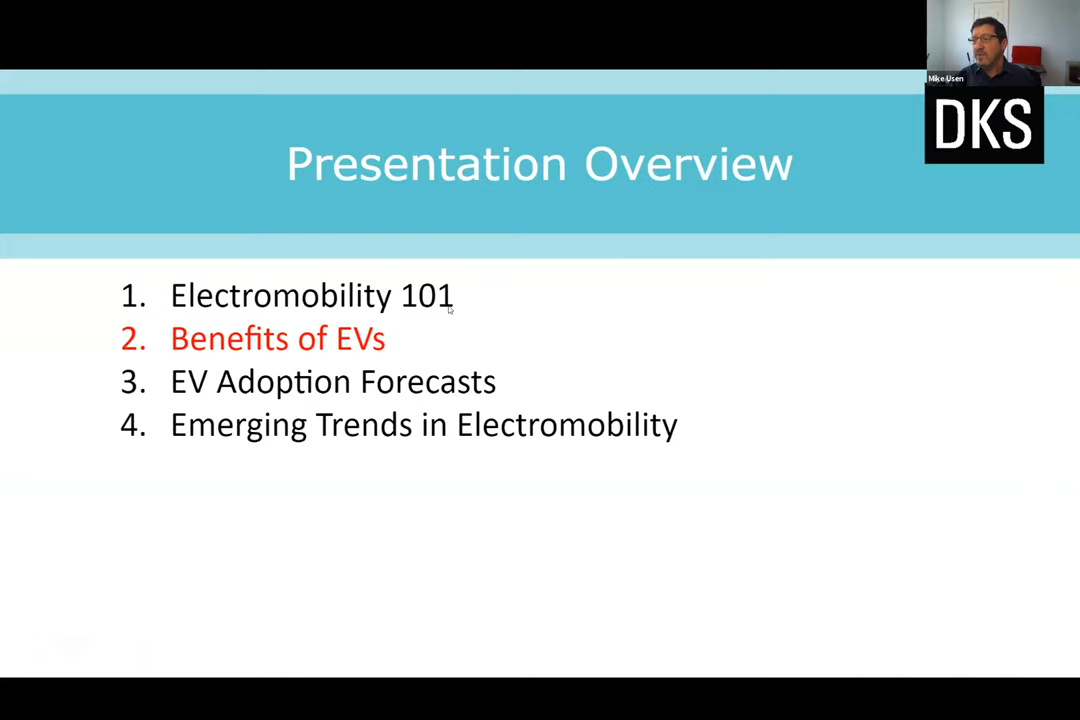 Mike Usen
DKS
Presentation Overview
1. Electromobility 101
2. Benefits of EVs
3. EV Adoption Forecasts
4. Emerging Trends in Electromobility